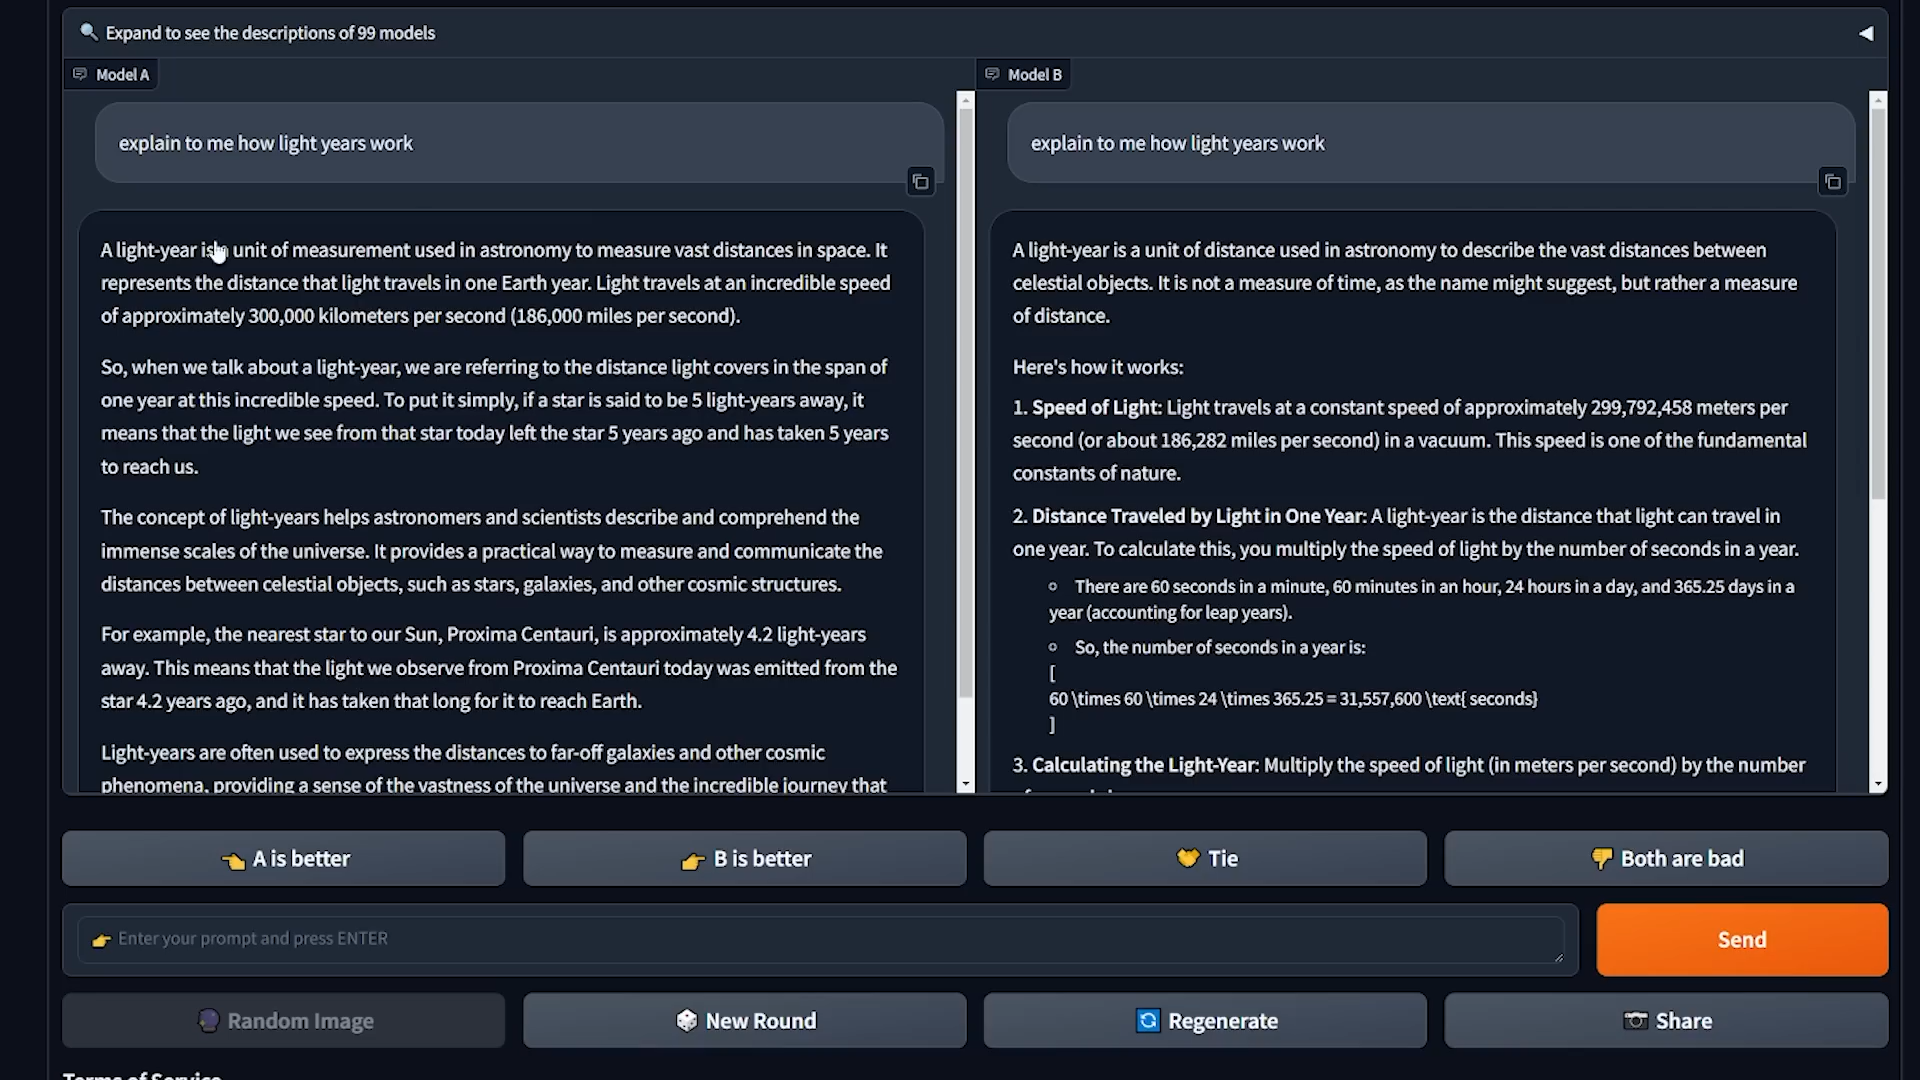 Expand to see the descriptions of 99 models
Model A
explain to me how light years work
A light-year is unit of measurement used in astronomy to measure vast distances in space. It
represents the distance that light travels in one Earth year. Light travels at an incredible speed
of approximately 300,000 kilometers per second (186,000 miles per second).
So, when we talk about a light-year, we are referring to the distance light covers in the span of
one year at this incredible speed. To put it simply, if a star is said to be 5 light-years away, it
means that the light we see from that star today left the star 5 years ago and has taken 5 years
to reach us.
The concept of light-years helps astronomers and scientists describe and comprehend the
immense scales of the universe. It provides a practical way to measure and communicate the
distances between celestial objects, such as stars, galaxies, and other cosmic structures.
For example, the nearest star to our Sun, Proxima Centauri, is approximately 4.2 light-years
away. This means that the light we observe from Proxima Centauri today was emitted from the
star 4.2 years ago, and it has taken that long for it to reach Earth.
Light-years are often used to express the distances to far-off galaxies and other cosmic
phenomena, providing a sense of the vastness of the universe and the incredible journey that
Model B
explain to me how light years work
A light-year is a unit of distance used in astronomy to describe the vast distances between
celestial objects. It is not a measure of time, as the name might suggest, but rather a measure
of distance.
Here's how it works:
1. Speed of Light: Light travels at a constant speed of approximately 299,792,458 meters per
second (or about 186,282 miles per second) in a vacuum. This speed is one of the fundamental
constants of nature.
2. Distance Traveled by Light in One Year: A light-year is the distance that light can travel in
one year. To calculate this, you multiply the speed of light by the number of seconds in a year.
There are 60 seconds in a minute, 60 minutes in an hour, 24 hours in a day, and 365.25 days in a
year (accounting for leap years).
So, the number of seconds in a year is:
[
60 \times 60 \times 24 \times 365.25 = 31,557,600 \text{ seconds}
]
3. Calculating the Light-Year: Multiply the speed of light (in meters per second) by the number
A is better
B is better
Tie
Both are bad
Enter your prompt and press ENTER
Send
Random Image
New Round
Regenerate
Share
Terms of Service